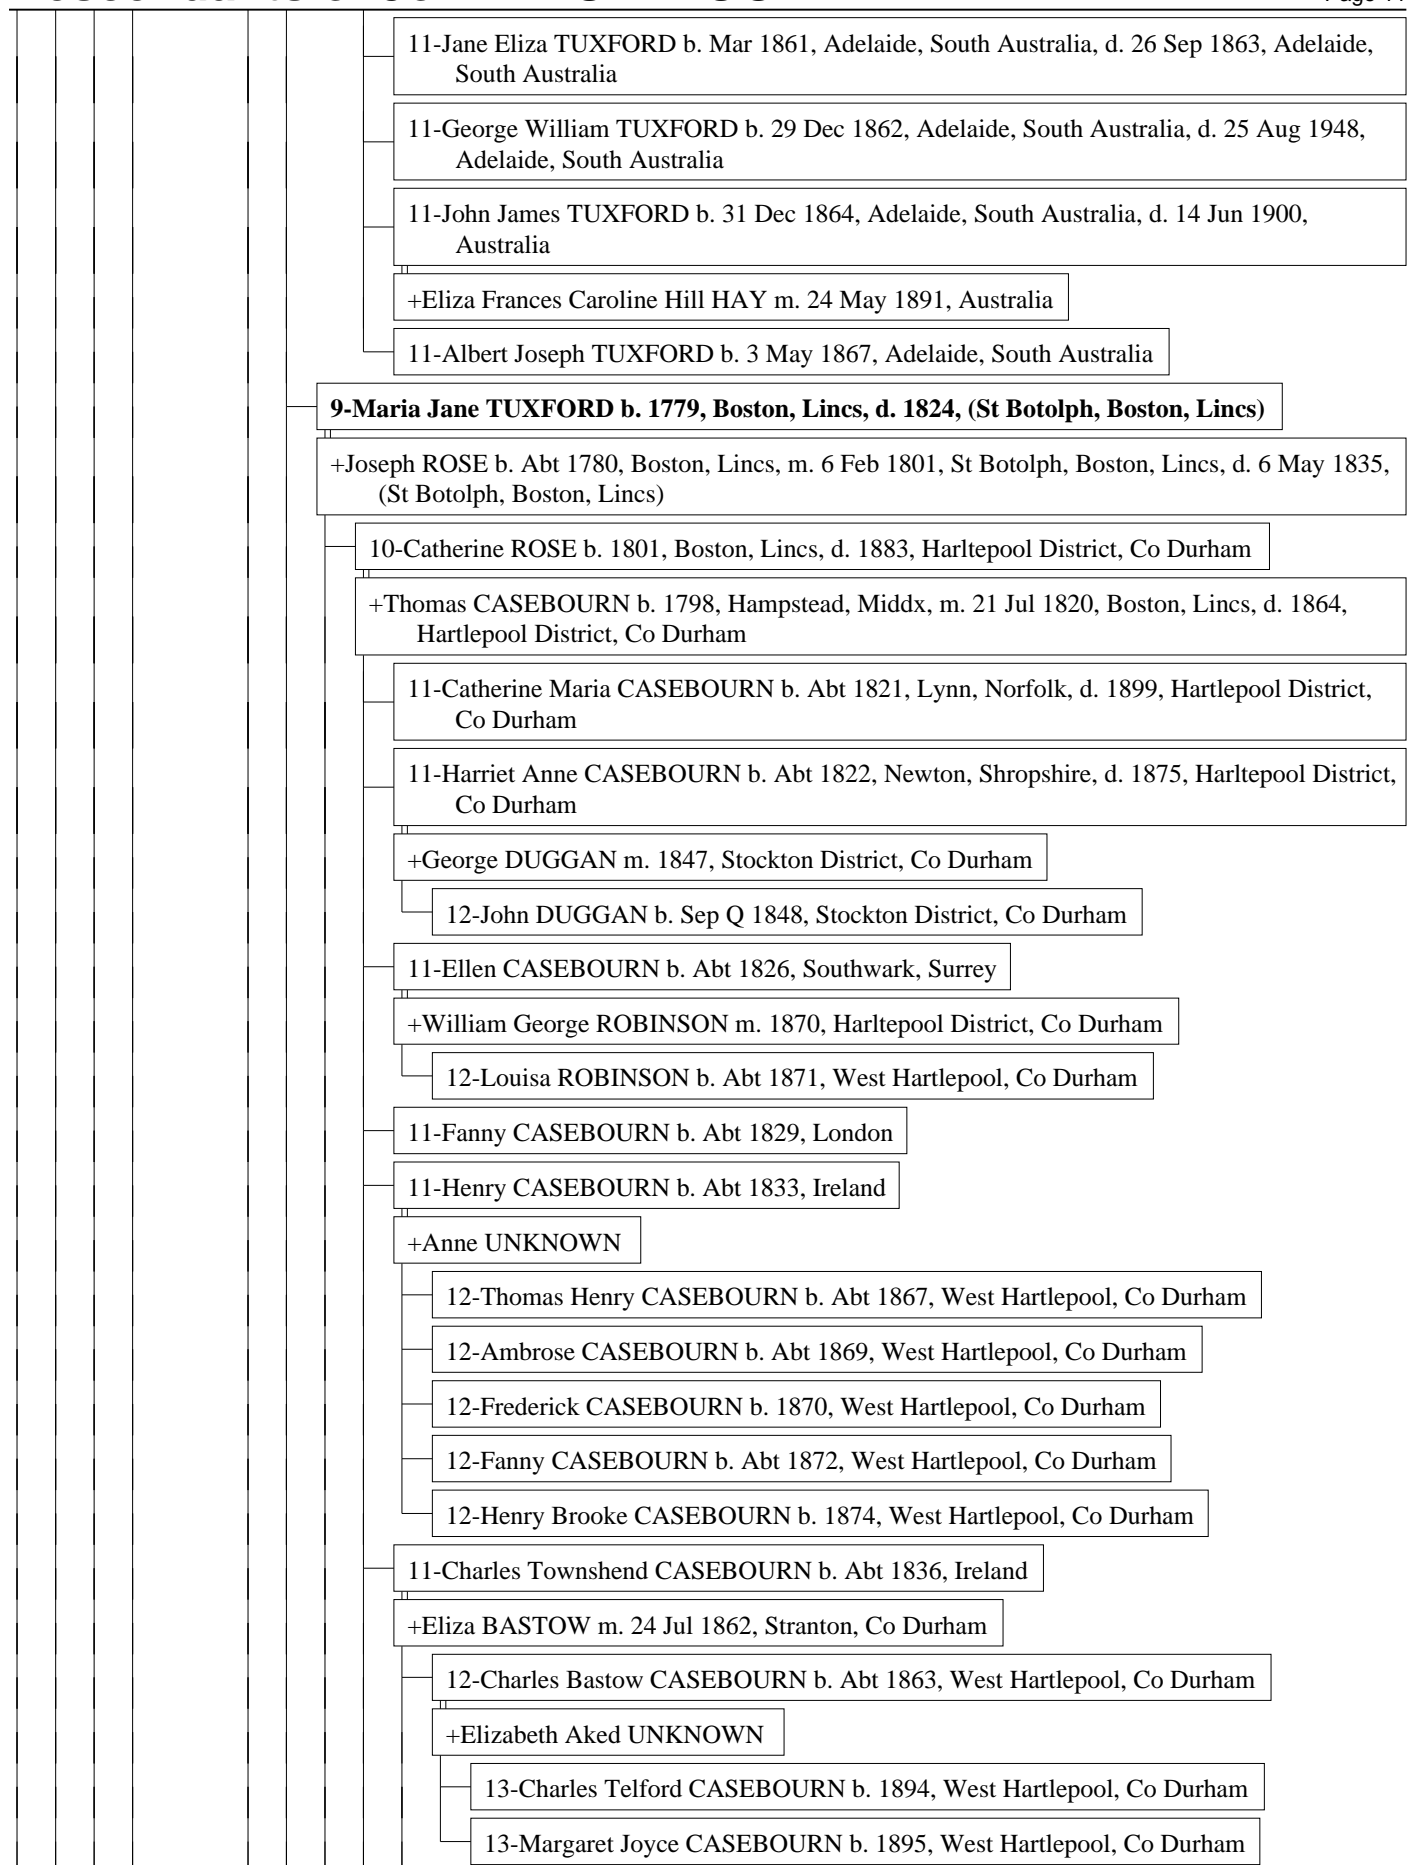 11-Jane Eliza TUXFORD b. Mar 1861, Adelaide, South Australia, d. 26 Sep 1863, Adelaide,
South Australia
11-George William TUXFORD b. 29 Dec 1862, Adelaide, South Australia, d. 25 Aug 1948,
Adelaide, South Australia
11-John James TUXFORD b. 31 Dec 1864, Adelaide, South Australia, d. 14 Jun 1900,
Australia
+Eliza Frances Caroline Hill HAY m. 24 May 1891, Australia
11-Albert Joseph TUXFORD b. 3 May 1867, Adelaide, South Australia
9-Maria Jane TUXFORD b. 1779, Boston, Lincs, d. 1824, (St Botolph, Boston, Lincs)
+Joseph ROSE b. Abt 1780, Boston, Lincs, m. 6 Feb 1801, St Botolph, Boston, Lincs, d. 6 May 1835,
(St Botolph, Boston, Lincs)
10-Catherine ROSE b. 1801, Boston, Lincs, d. 1883, Harltepool District, Co Durham
+Thomas CASEBOURN b. 1798, Hampstead, Middx, m. 21 Jul 1820, Boston, Lincs, d. 1864,
Hartlepool District, Co Durham
11-Catherine Maria CASEBOURN b. Abt 1821, Lynn, Norfolk, d. 1899, Hartlepool District,
Co Durham
11-Harriet Anne CASEBOURN b. Abt 1822, Newton, Shropshire, d. 1875, Harltepool District,
Co Durham
+George DUGGAN m. 1847, Stockton District, Co Durham
12-John DUGGAN b. Sep Q 1848, Stockton District, Co Durham
11-Ellen CASEBOURN b. Abt 1826, Southwark, Surrey
+William George ROBINSON m. 1870, Harltepool District, Co Durham
12-Louisa ROBINSON b. Abt 1871, West Hartlepool, Co Durham
11-Fanny CASEBOURN b. Abt 1829, London
11-Henry CASEBOURN b. Abt 1833, Ireland
+Anne UNKNOWN
12-Thomas Henry CASEBOURN b. Abt 1867, West Hartlepool, Co Durham
12-Ambrose CASEBOURN b. Abt 1869, West Hartlepool, Co Durham
12-Frederick CASEBOURN b. 1870, West Hartlepool, Co Durham
12-Fanny CASEBOURN b. Abt 1872, West Hartlepool, Co Durham
12-Henry Brooke CASEBOURN b. 1874, West Hartlepool, Co Durham
11-Charles Townshend CASEBOURN b. Abt 1836, Ireland
+Eliza BASTOW m. 24 Jul 1862, Stranton, Co Durham
12-Charles Bastow CASEBOURN b. Abt 1863, West Hartlepool, Co Durham
+Elizabeth Aked UNKNOWN
13-Charles Telford CASEBOURN b. 1894, West Hartlepool, Co Durham
13-Margaret Joyce CASEBOURN b. 1895, West Hartlepool, Co Durham